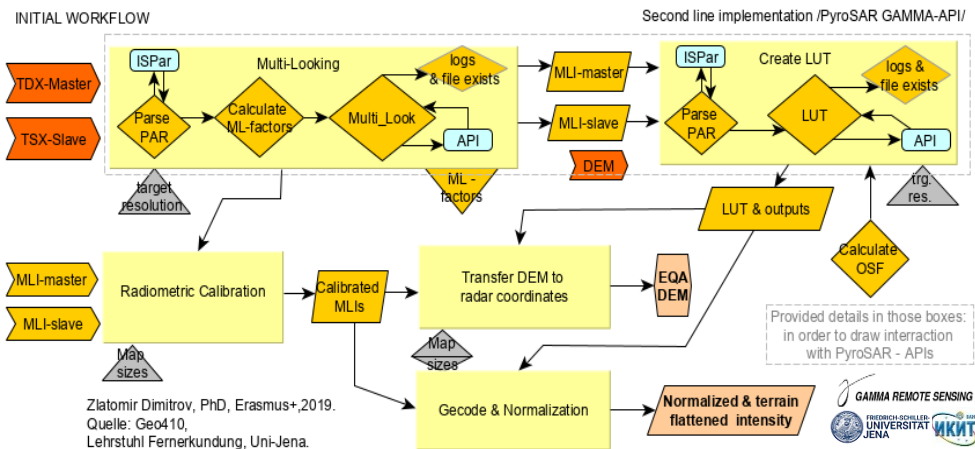 INITIAL WORKFLOW
Second line implementation /PyroSAR GAMMA-API/
TDX-Master
TSX-Slave
Multi-Looking
ISPar
Parse
PAR
Calculate
ML-factors
Multi_Look
logs
& file exists
API
target
resolution
ML -
factors
MLI-master
MLI-slave
DEM
Create LUT
ISPar
Parse
PAR
LUT
logs &
file exists
API
trg.
res.
LUT & outputs
Calculate
OSF
MLI-master
MLI-slave
Radiometric Calibration
Map
sizes
Calibrated
MLIs
Transfer DEM to
radar coordinates
Map
sizes
EQA
DEM
Provided details in those boxes:
in order to draw interraction
with PyroSAR - APIs
Gecode & Normalization
Normalized & terrain
flattened intensity
Zlatomir Dimitrov, PhD, Erasmus+,2019.
Quelle: Geo410,
Lehrstuhl Fernerkundung, Uni-Jena.
GAMMA REMOTE SENSING
FRIEDRICH-SCHILLER-
UNIVERSITAT
JENA
ИКИТ